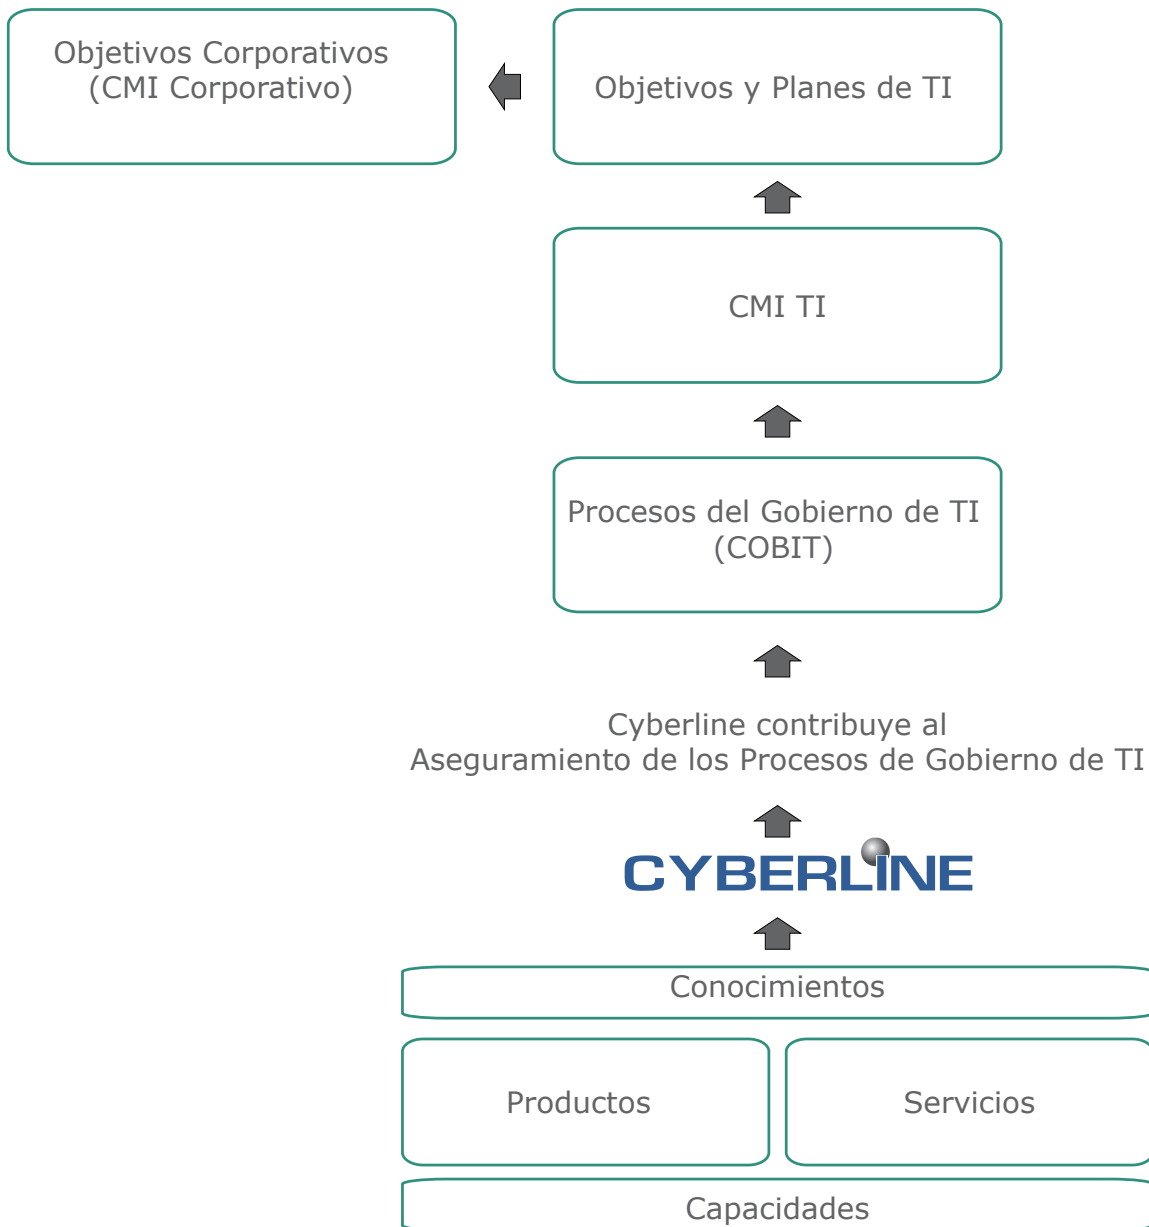 Objetivos Corporativos
(CMI Corporativo)
Objetivos y Planes de TI
CMI TI
Procesos del Gobierno de TI
(COBIT)
Cyberline contribuye al
Aseguramiento de los Procesos de Gobierno de TI
CYBERLINE
Conocimientos
Productos
Servicios
Capacidades